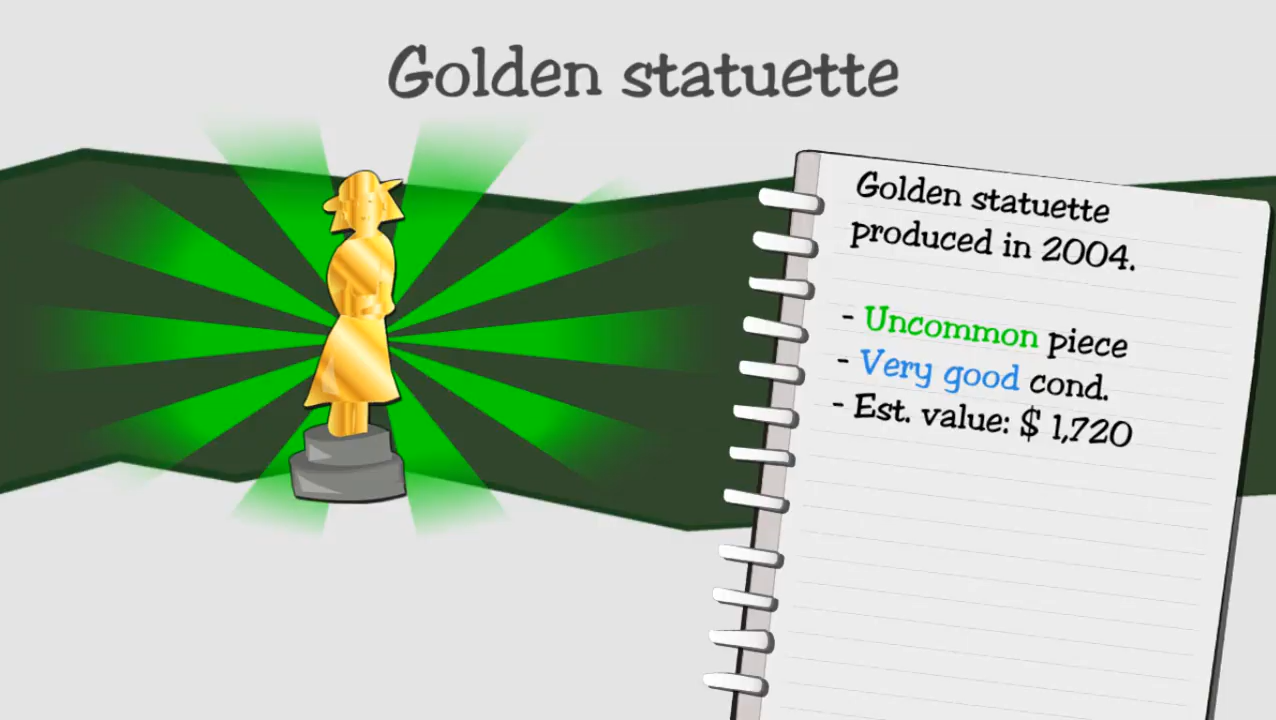 Golden statuette
Golden statuette
produced in 2004.
- Uncommon piece
- Very good cond.
- Est. value: $ 1,720